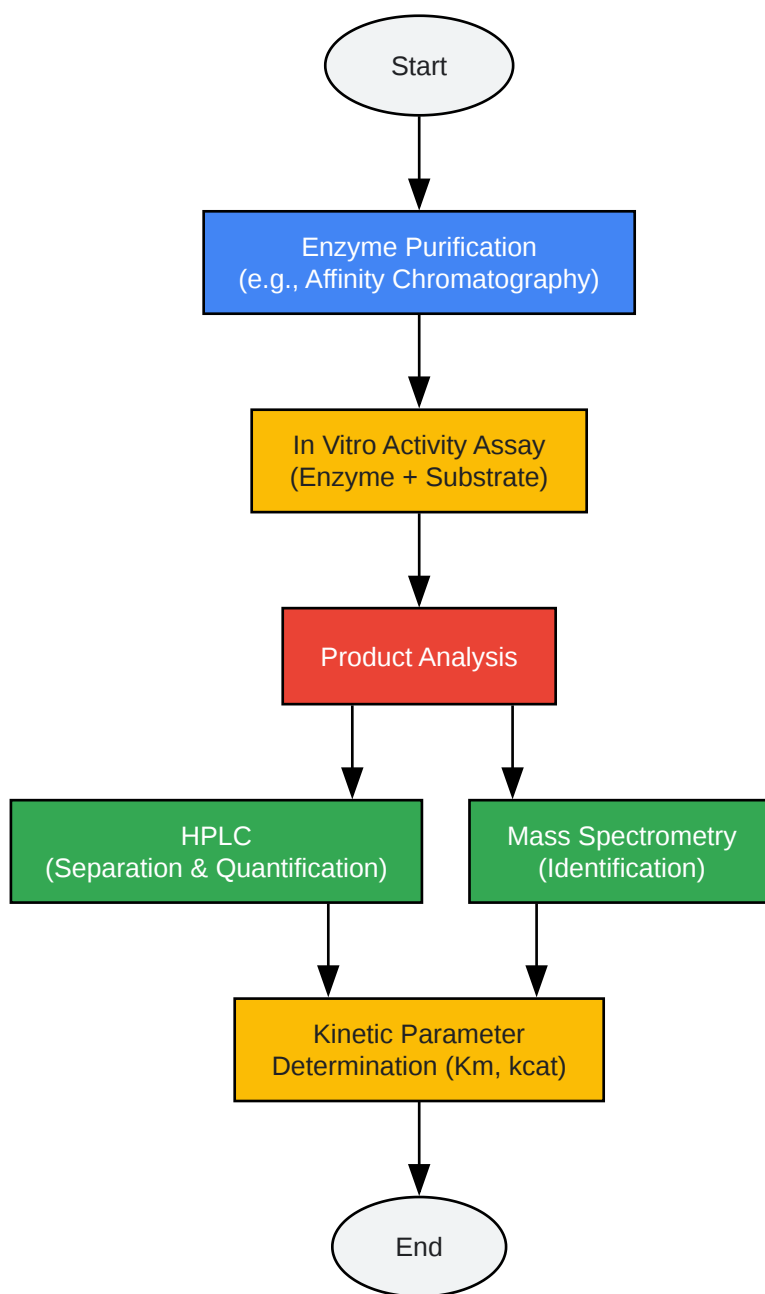 Start
Enzyme Purification
(e.g., Affinity Chromatography)
In Vitro Activity Assay
(Enzyme + Substrate)
Product Analysis
HPLC
(Separation & Quantification)
Mass Spectrometry
(Identification)
Kinetic Parameter
Determination (Km, kcat)
End